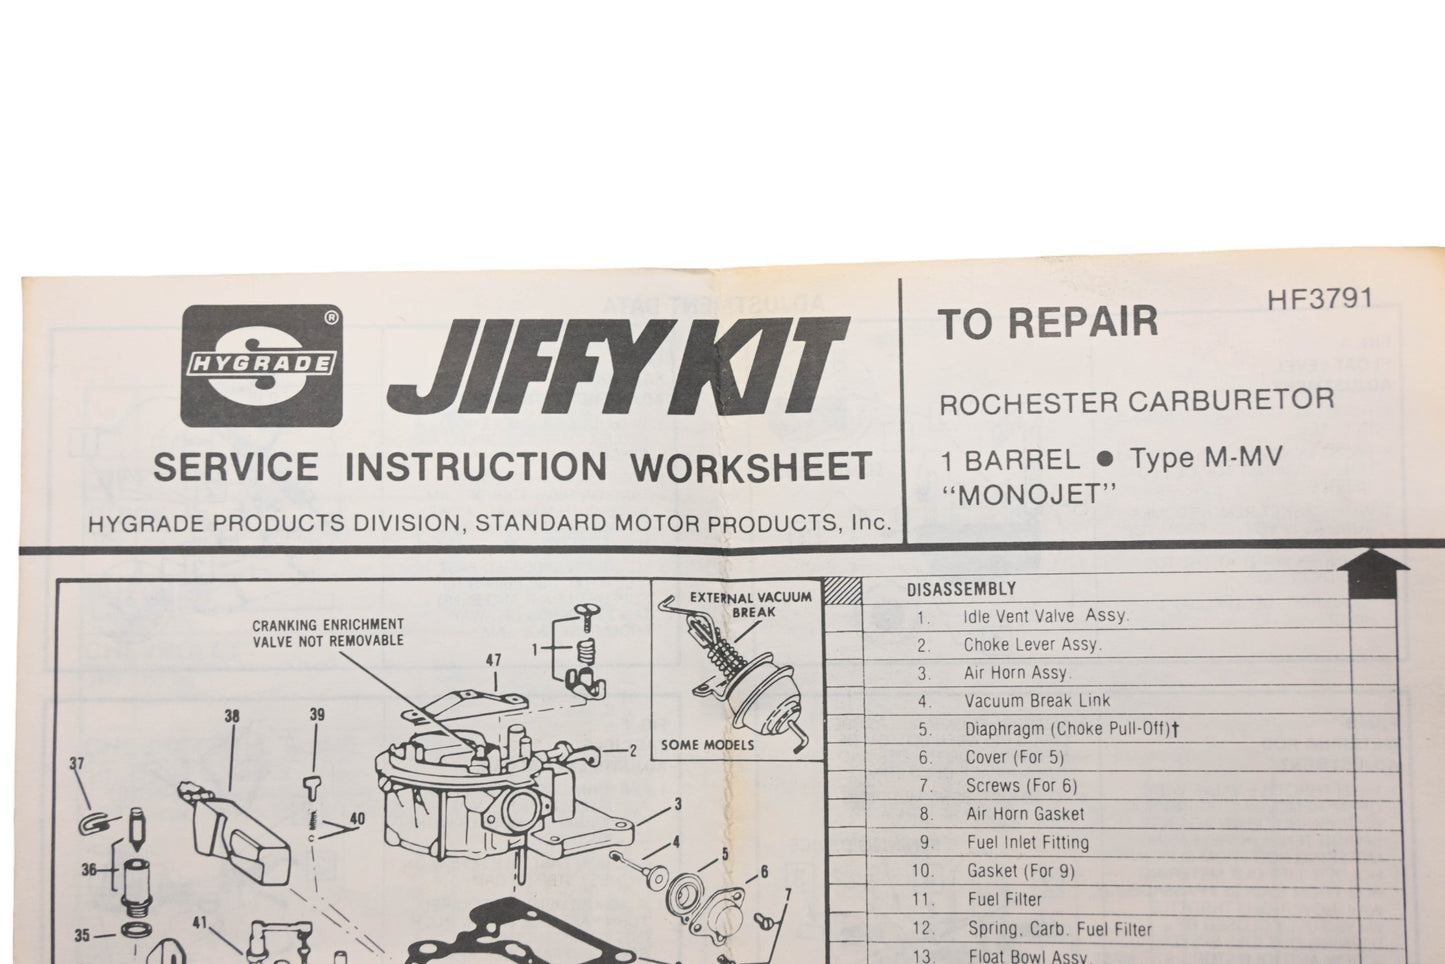 HYGRADE ®
JIFFY KIT
SERVICE INSTRUCTION WORKSHEET
HYGRADE PRODUCTS DIVISION, STANDARD MOTOR PRODUCTS, Inc.
TO REPAIR
HF3791
ROCHESTER CARBURETOR
1 BARREL ● Type M-MV
“MONOJET”
CRANKING ENRICHMENT
VALVE NOT REMOVABLE
EXTERNAL VACUUM
BREAK
SOME MODELS
1
47
2
38
39
37
40
3
36
4
5
6
7
35
41
DISASSEMBLY
1. Idle Vent Valve Assy.
2. Choke Lever Assy.
3. Air Horn Assy.
4. Vacuum Break Link
5. Diaphragm (Choke Pull-Off)†
6. Cover (For 5)
7. Screws (For 6)
8. Air Horn Gasket
9. Fuel Inlet Fitting
10. Gasket (For 9)
11. Fuel Filter
12. Spring, Carb. Fuel Filter
13. Float Bowl Assy.